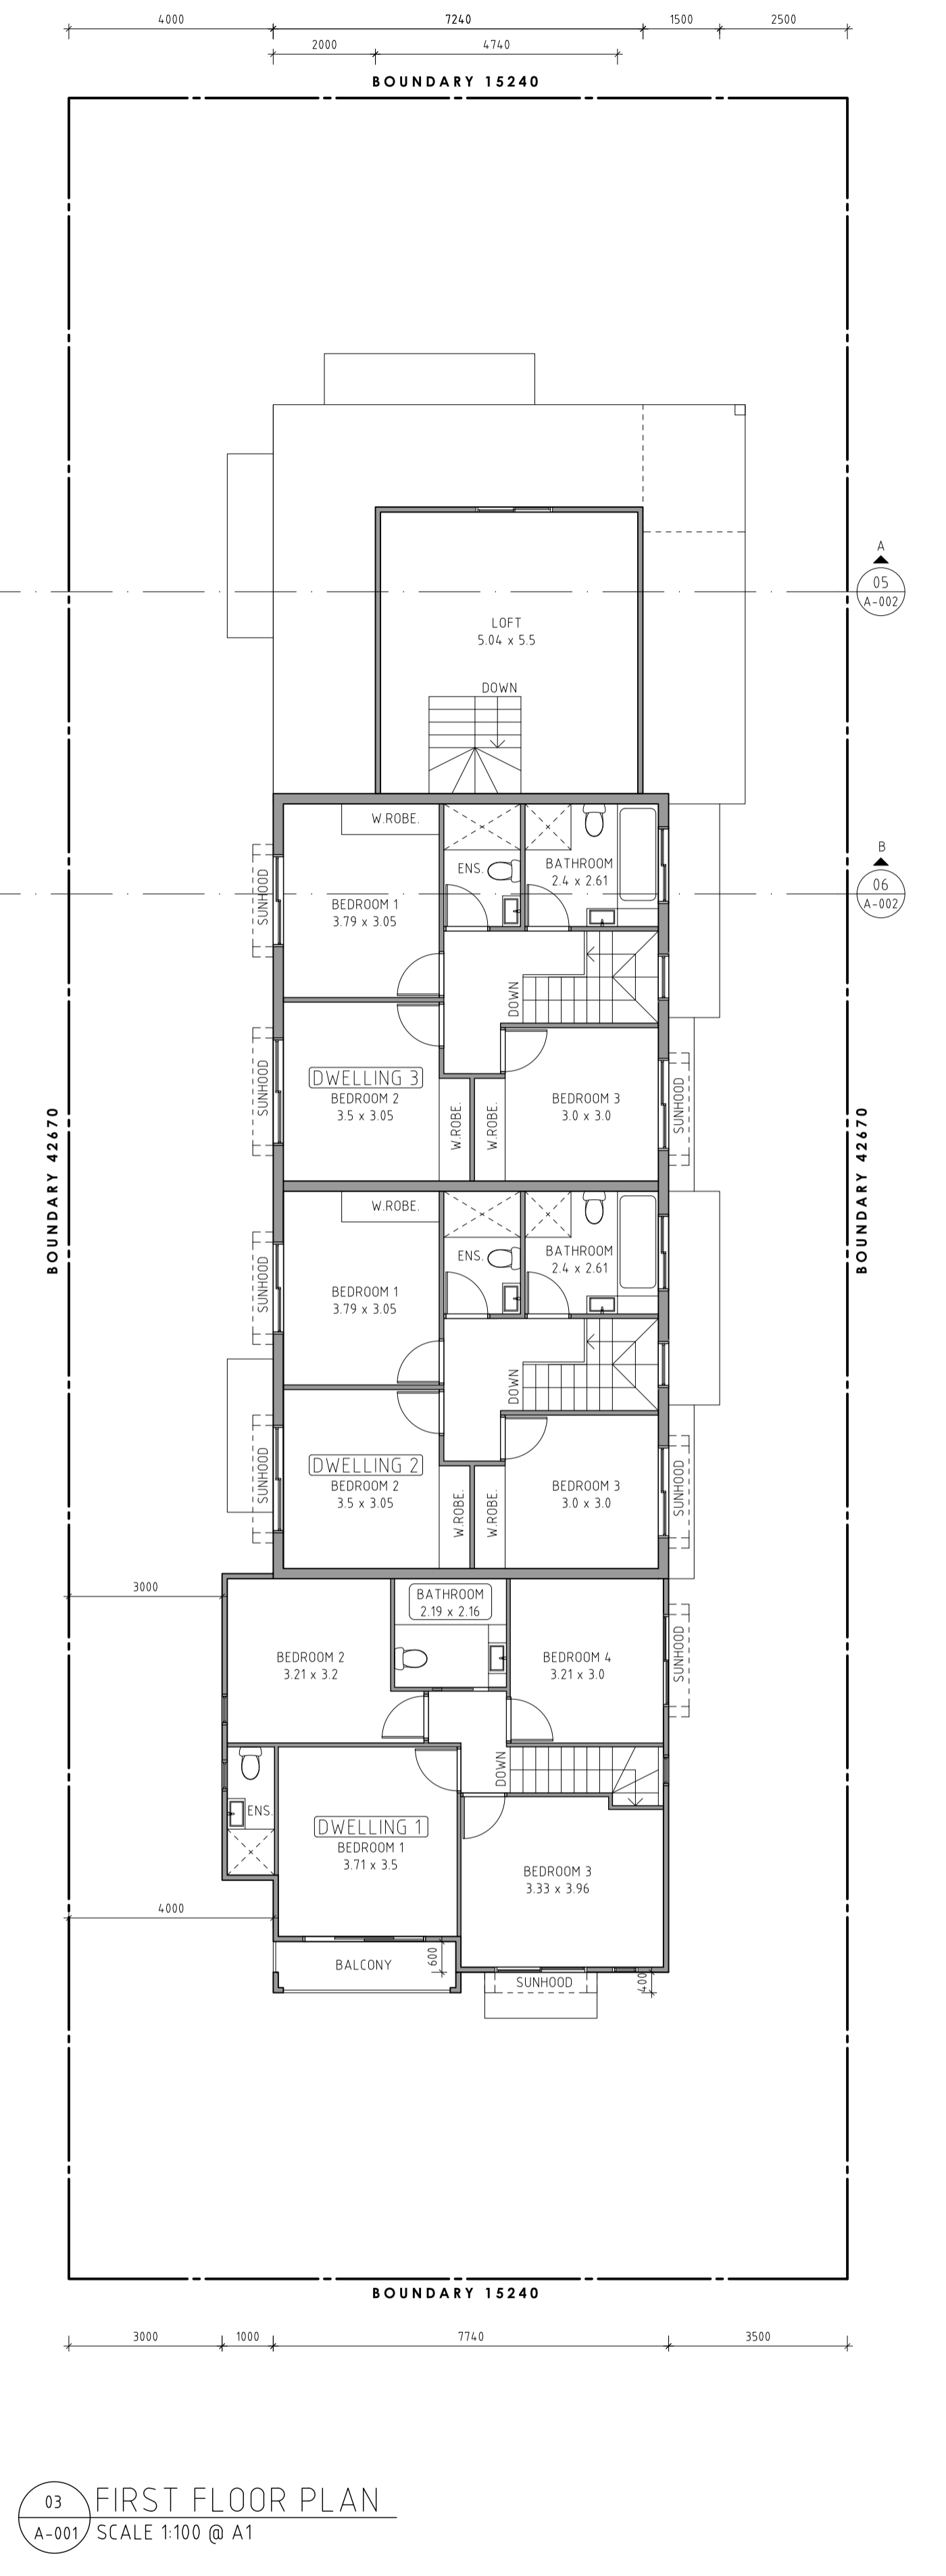 4000 7240 1500 2500
2000 4740
BOUNDARY 15240
A
05
A-002
LOFT
5.04 x 5.5
DOWN
W.ROBE.
B
06
A-002
SUNHOOD
ENS.
BATHROOM
2.4 x 2.61
BEDROOM 1
3.79 x 3.05
DOWN
SUNHOOD
DWELLING 3
BEDROOM 2
3.5 x 3.05
W.ROBE.
W.ROBE.
BEDROOM 3
3.0 x 3.0
SUNHOOD
BOUNDARY 42670
BOUNDARY 42670
W.ROBE.
SUNHOOD
ENS.
BATHROOM
2.4 x 2.61
BEDROOM 1
3.79 x 3.05
DOWN
SUNHOOD
DWELLING 2
BEDROOM 2
3.5 x 3.05
W.ROBE.
W.ROBE.
BEDROOM 3
3.0 x 3.0
SUNHOOD
3000
BATHROOM
2.19 x 2.16
BEDROOM 2
3.21 x 3.2
BEDROOM 4
3.21 x 3.0
SUNHOOD
DOWN
ENS.
DWELLING 1
BEDROOM 1
3.71 x 3.5
BEDROOM 3
3.33 x 3.96
4000
BALCONY
600
SUNHOOD
400
BOUNDARY 15240
3000 1000 7740 3500
03
A-001
FIRST FLOOR PLAN
SCALE 1:100 @ A1